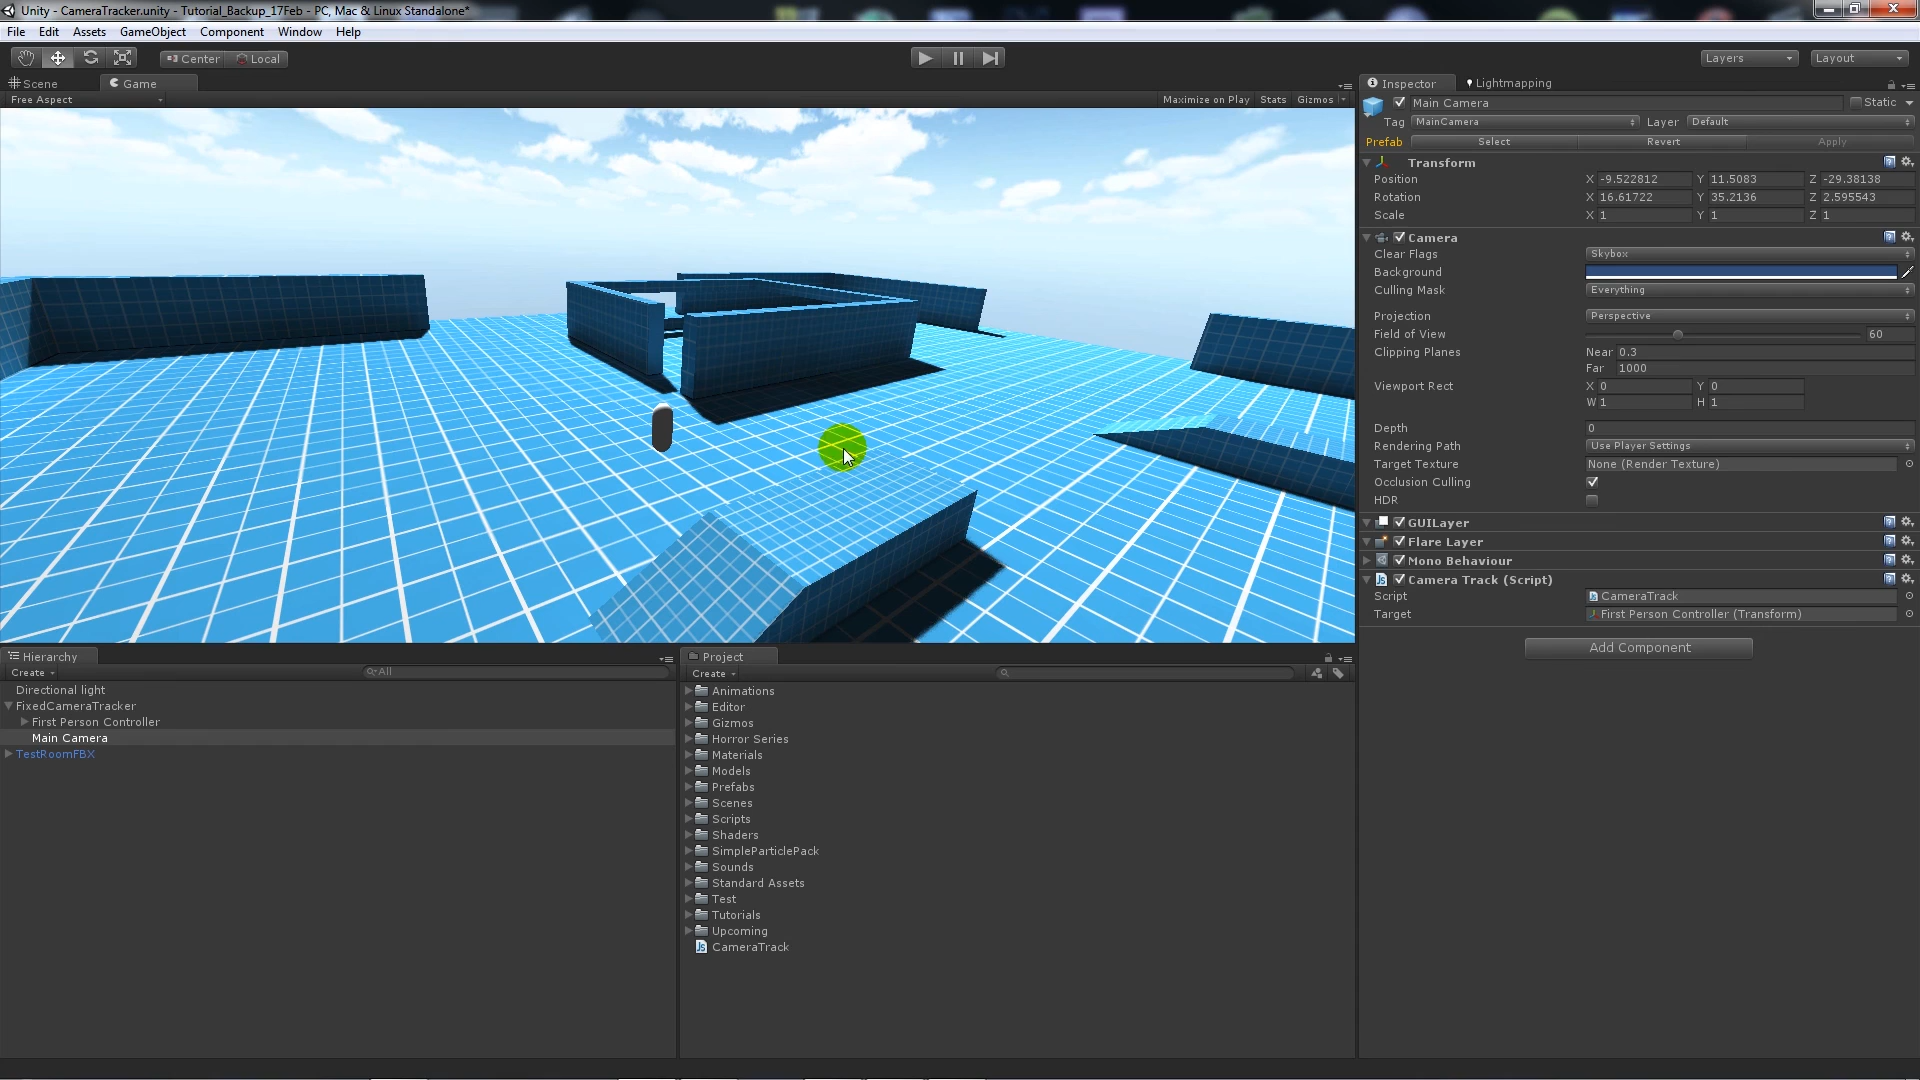 Unity - CameraTracker.unity - Tutorial_Backup_17Feb - PC, Mac & Linux Standalone*
File Edit Assets GameObject Component Window Help
Center Local Layers Layout
Scene Game
Free Aspect Maximize on Play Stats Gizmos
Inspector Lightmapping
Main Camera Static
Tag MainCamera Layer Default
Prefab Select Revert Apply
Transform
Position X -9.522812 Y 11.5083 Z -29.38138
Rotation X 16.61722 Y 35.2136 Z 2.595543
Scale X 1 Y 1 Z 1
Camera
Clear Flags Skybox
Background
Culling Mask Everything
Projection Perspective
Field of View 60
Clipping Planes Near 0.3
Far 1000
Viewport Rect X 0 Y 0
W 1 H 1
Depth 0
Rendering Path Use Player Settings
Target Texture None (Render Texture)
Occlusion Culling
HDR
GUILayer
Flare Layer
Mono Behaviour
Camera Track (Script)
Script CameraTrack
Target First Person Controller (Transform)
Add Component
Hierarchy
Create All
Directional light
FixedCameraTracker
First Person Controller
Main Camera
TestRoomFBX
Project
Create
Animations
Editor
Gizmos
Horror Series
Materials
Models
Prefabs
Scenes
Scripts
Shaders
SimpleParticlePack
Sounds
Standard Assets
Test
Tutorials
Upcoming
CameraTrack